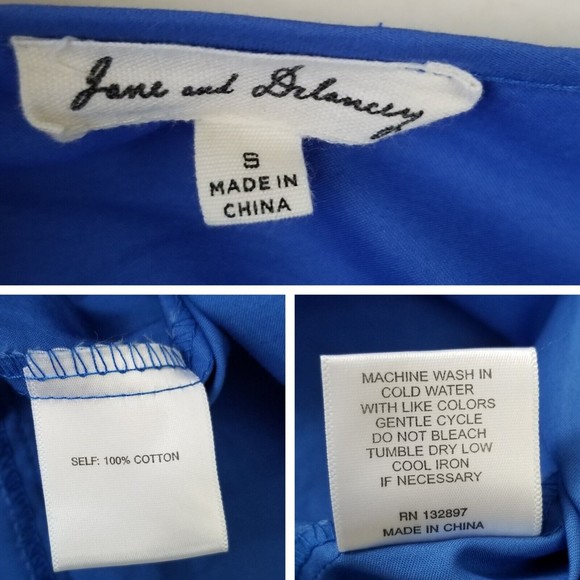 Jane and Delancey
S
MADE IN
CHINA
SELF: 100% COTTON
MACHINE WASH IN
COLD WATER
WITH LIKE COLORS
GENTLE CYCLE
DO NOT BLEACH
TUMBLE DRY LOW
COOL IRON
IF NECESSARY
RN 132897
MADE IN CHINA